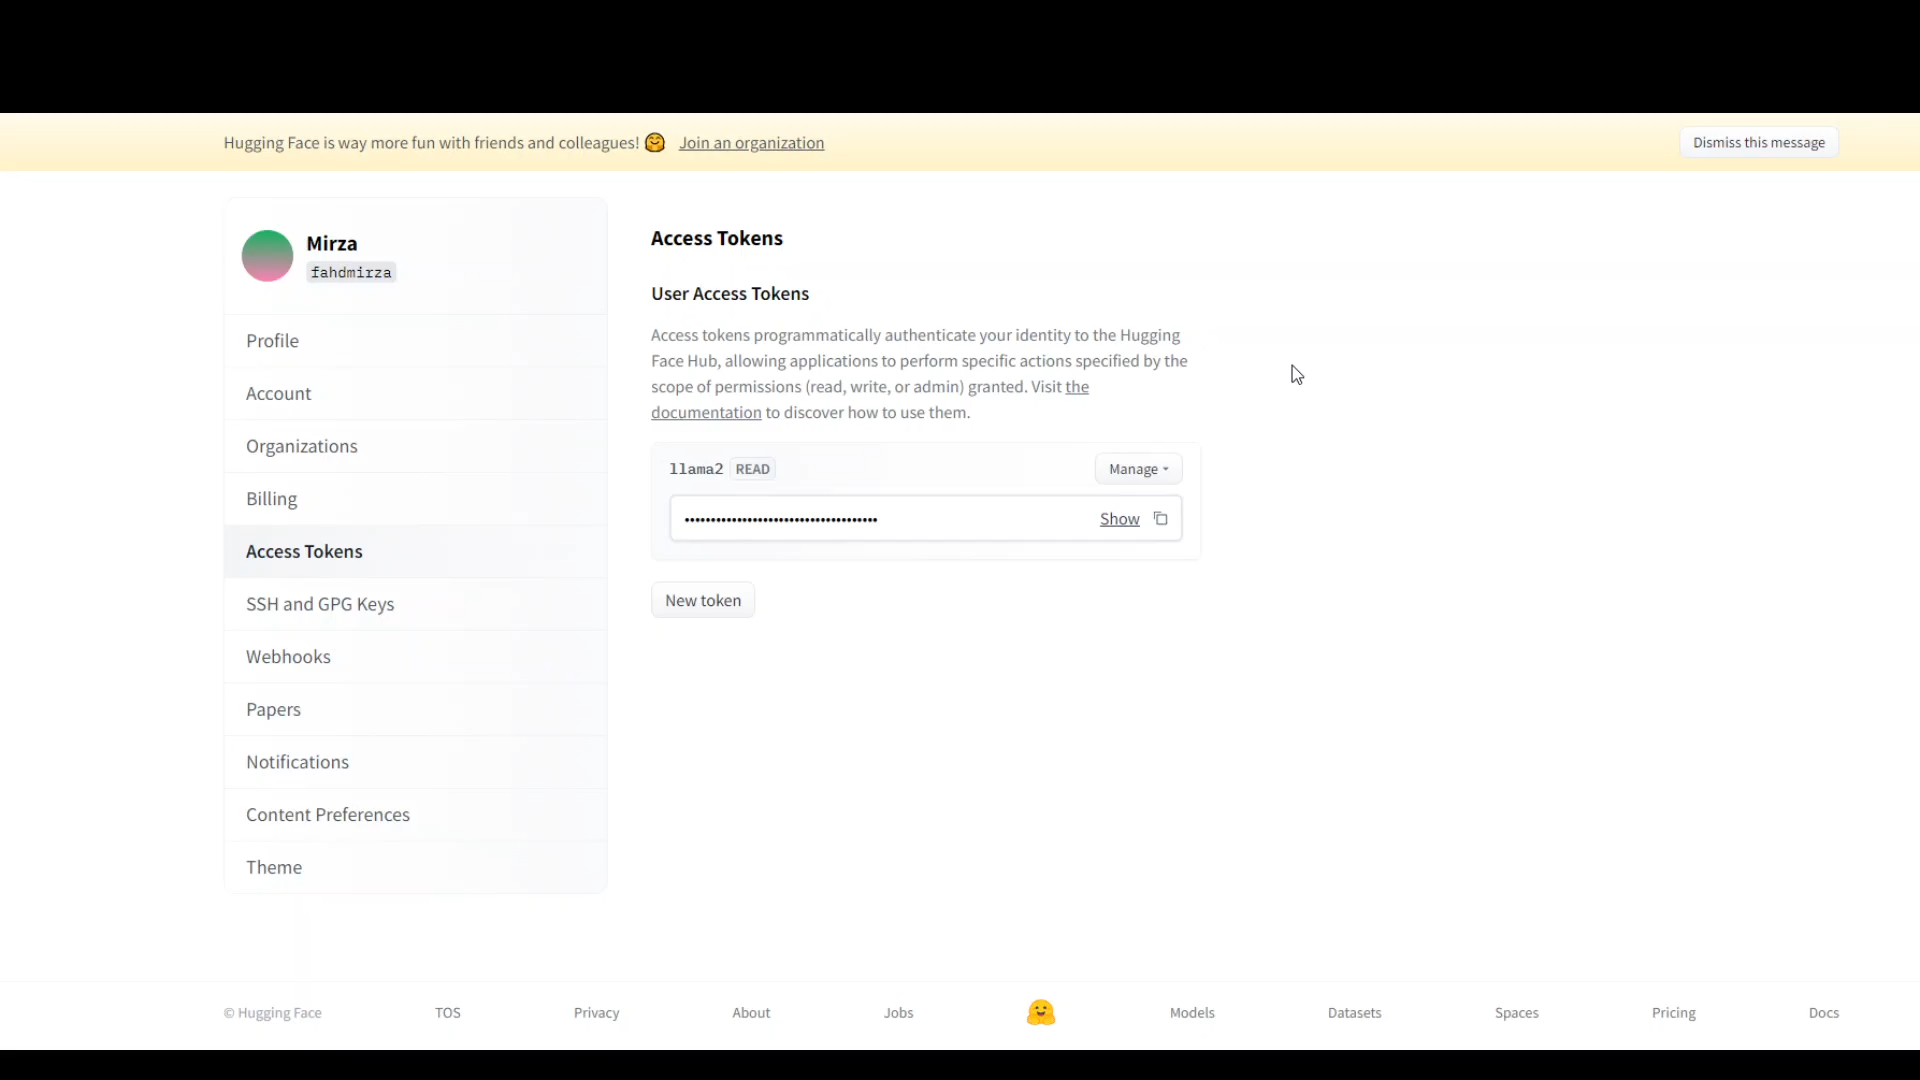 Hugging Face is way more fun with friends and colleagues! 🤗 Join an organization
Dismiss this message
Mirza
fahdmirza
Profile
Account
Organizations
Billing
Access Tokens
SSH and GPG Keys
Webhooks
Papers
Notifications
Content Preferences
Theme
Access Tokens
User Access Tokens
Access tokens programmatically authenticate your identity to the Hugging
Face Hub, allowing applications to perform specific actions specified by the
scope of permissions (read, write, or admin) granted. Visit the
documentation to discover how to use them.
llama2 READ
Manage
Show
New token
© Hugging Face TOS Privacy About Jobs Models Datasets Spaces Pricing Docs